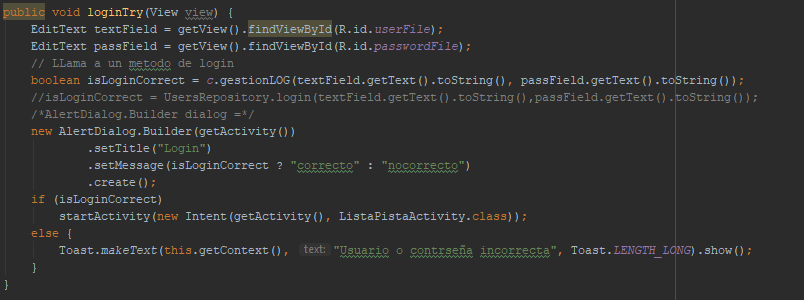 public void loginTry(View view) {
EditText textField = getView().findViewById(R.id.userFile);
EditText passField = getView().findViewById(R.id.passvordFile);
// LLama a un metodo de login
boolean isLoginCorrect = c.gestionLOG(textField.getText().toString(), passField.getText().toString());
//isLoginCorrect = UsersRepository.login(textField.getText().toString(),passField.getText().toString());
/*AlertDialog.Builder dialog =*/
new AlertDialog.Builder(getActivity())
.setTitle("Login")
.setMessage(isLoginCorrect ? "correcto" : "nocorrecto")
.create();
if (isLoginCorrect)
startActivity(new Intent(getActivity(), ListaPistaActivity.class));
else {
Toast.makeText(this.getContext(), text: "Usuario o contrseña incorrecta", Toast.LENGTH_LONG).show();
}
}